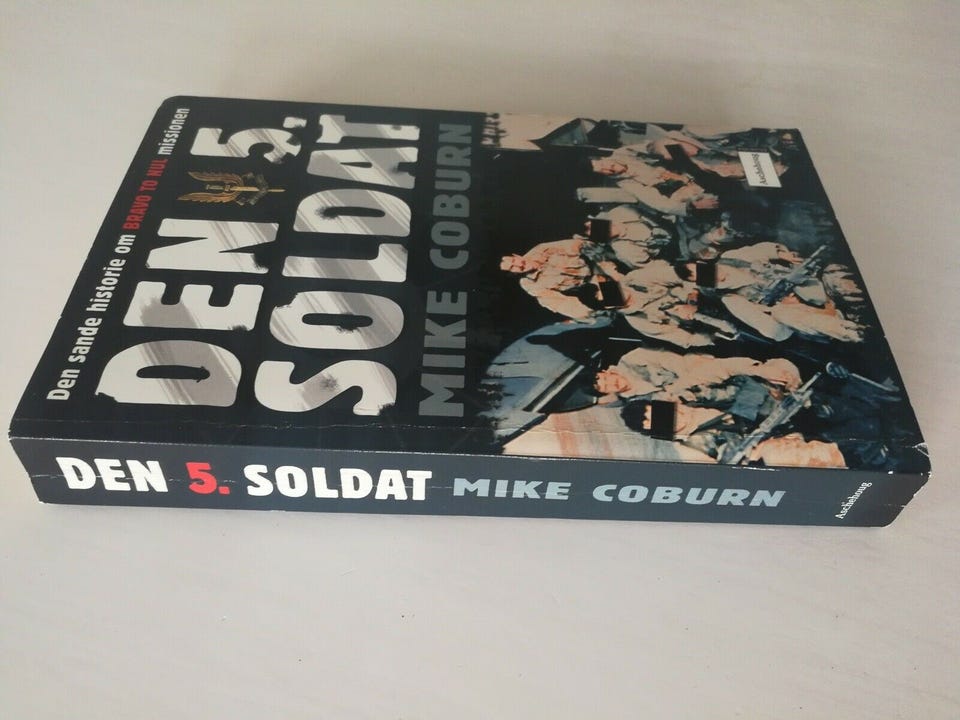 Den sande historie om BRAVO TO NUL missionen
DEN 5.
SOLDAT
MIKE COBURN
Aschehoug
DEN 5. SOLDAT MIKE COBURN
Aschehoug